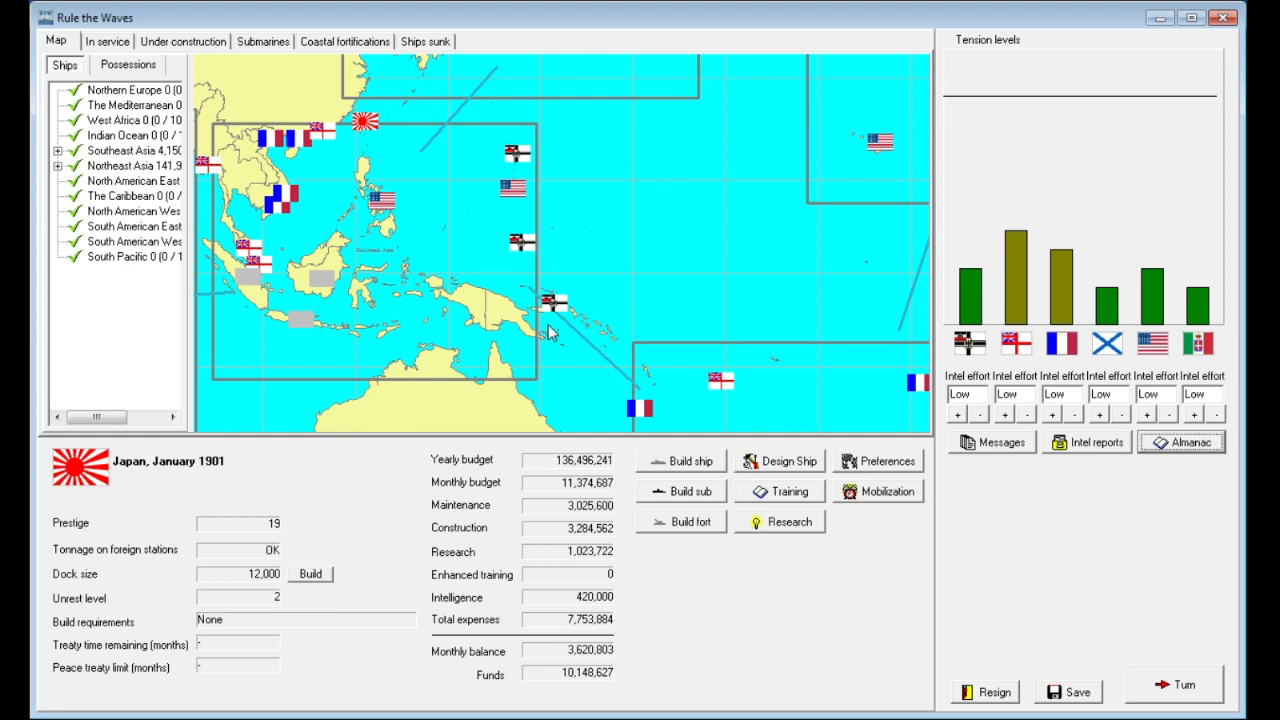 Rule the Waves
Map In service Under construction Submarines Coastal fortifications Ships sunk
Ships Possessions
Northern Europe 0 (0
The Mediterranean 0
West Africa 0 (0 / 10
Indian Ocean 0 (0 / 1
Southeast Asia 4,150
Northeast Asia 141,9
North American East
The Caribbean 0 (0 /
North American Wes
South American East
South American Wes
South Pacific 0 (0 / 1
Southeast Asia
Tension levels
Intel effort Intel effort Intel effort Intel effort Intel effort Intel effort
Low Low Low Low Low Low
+ - + - + - + - + - + -
Messages Intel reports Almanac
Japan, January 1901
Prestige 19
Tonnage on foreign stations OK
Dock size 12,000 Build
Unrest level 2
Build requirements None
Treaty time remaining (months) -
Peace treaty limit (months) -
Yearly budget 136,496,241
Monthly budget 11,374,687
Maintenance 3,025,600
Construction 3,284,562
Research 1,023,722
Enhanced training 0
Intelligence 420,000
Total expenses 7,753,884
Monthly balance 3,620,803
Funds 10,148,627
Build ship Design Ship Preferences
Build sub Training Mobilization
Build fort Research
Resign Save Turn